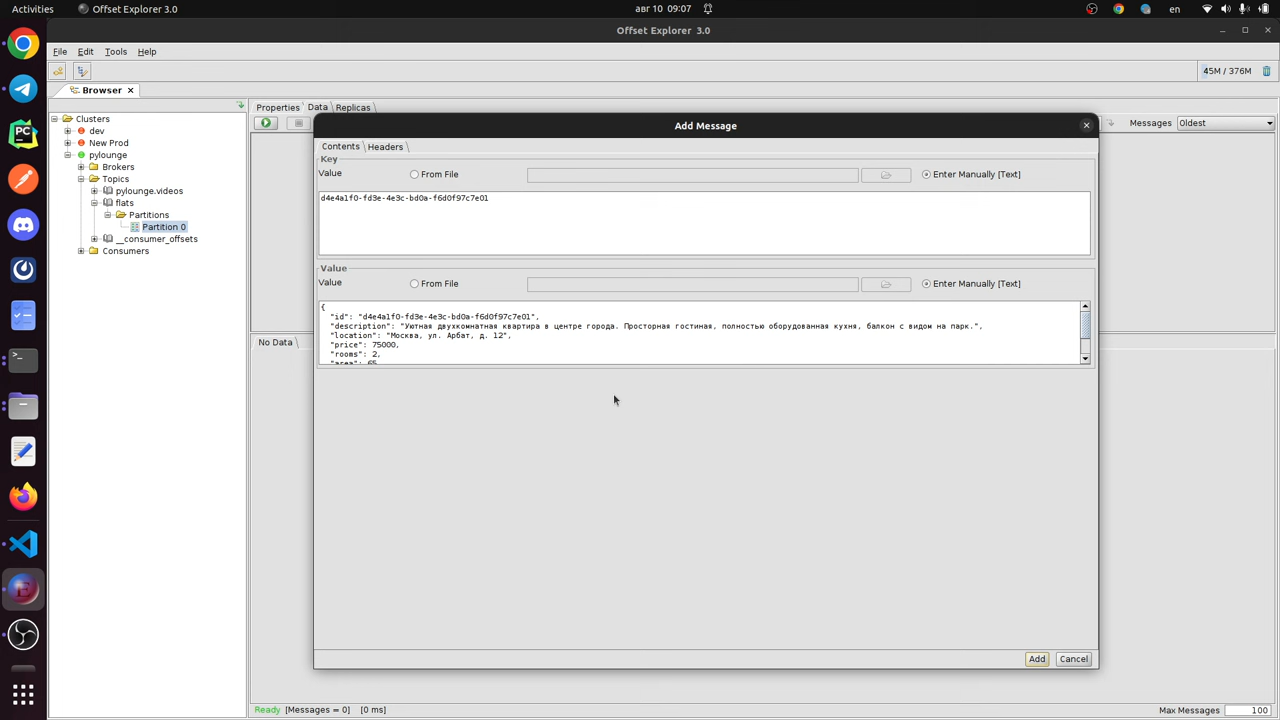 Activities Offset Explorer 3.0 авг 10 09:07 en
Offset Explorer 3.0
File Edit Tools Help
45M / 376M
Browser
Properties Data Replicas
Messages Oldest
Clusters
dev
New Prod
pylounge
Brokers
Topics
pylounge.videos
flats
Partitions
Partition 0
__consumer_offsets
Consumers
Add Message
Contents Headers
Key
Value From File Enter Manually [Text]
d4e4a1f0-fd3e-4e3c-bd0a-f6d0f97c7e01
Value
Value From File Enter Manually [Text]
{
"id": "d4e4a1f0-fd3e-4e3c-bd0a-f6d0f97c7e01",
"description": "Уютная двухкомнатная квартира в центре города. Просторная гостиная, полностью оборудованная кухня, балкон с видом на парк.",
"location": "Москва, ул. Арбат, д. 12",
"price": 75000,
"rooms": 2,
"area": 65
No Data
Add Cancel
Ready [Messages = 0] [0 ms]
Max Messages 100